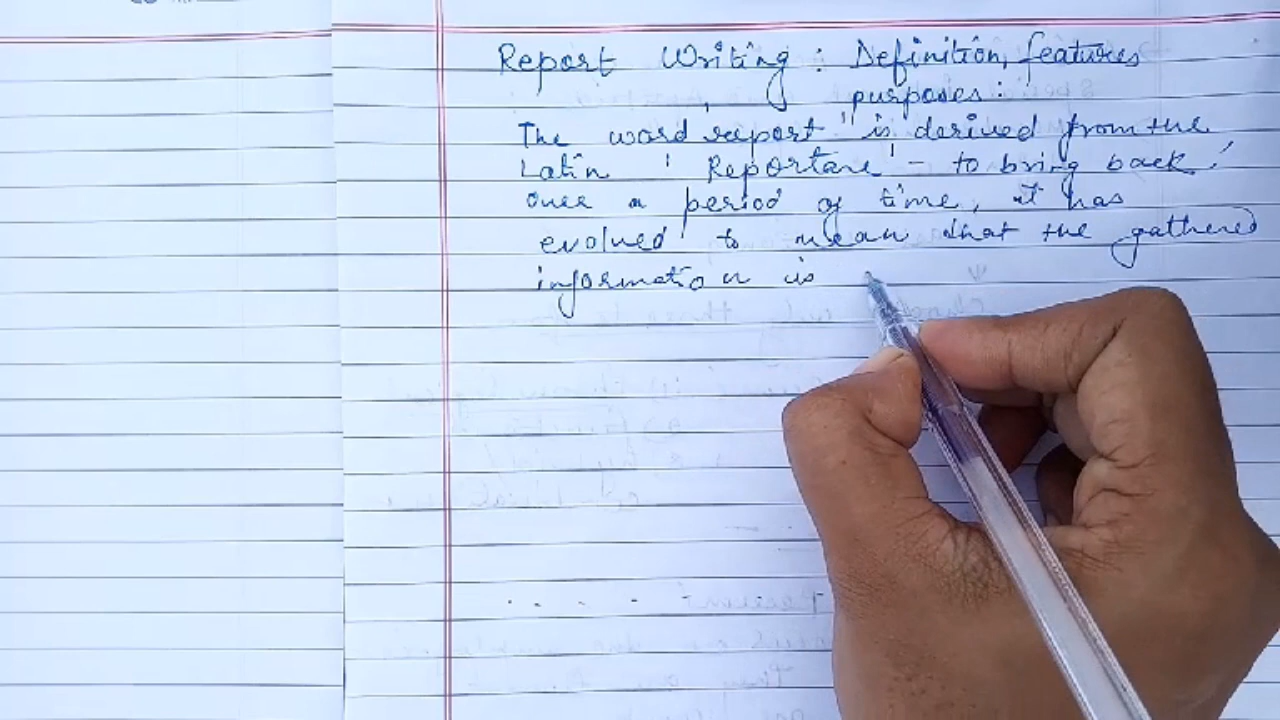 Report Writing : Definition, features
purposes :
The word report" is derived from the
Latin 'Reportare' - to bring back'
Over a period of time, it has
evolved to mean that the gathered
information is